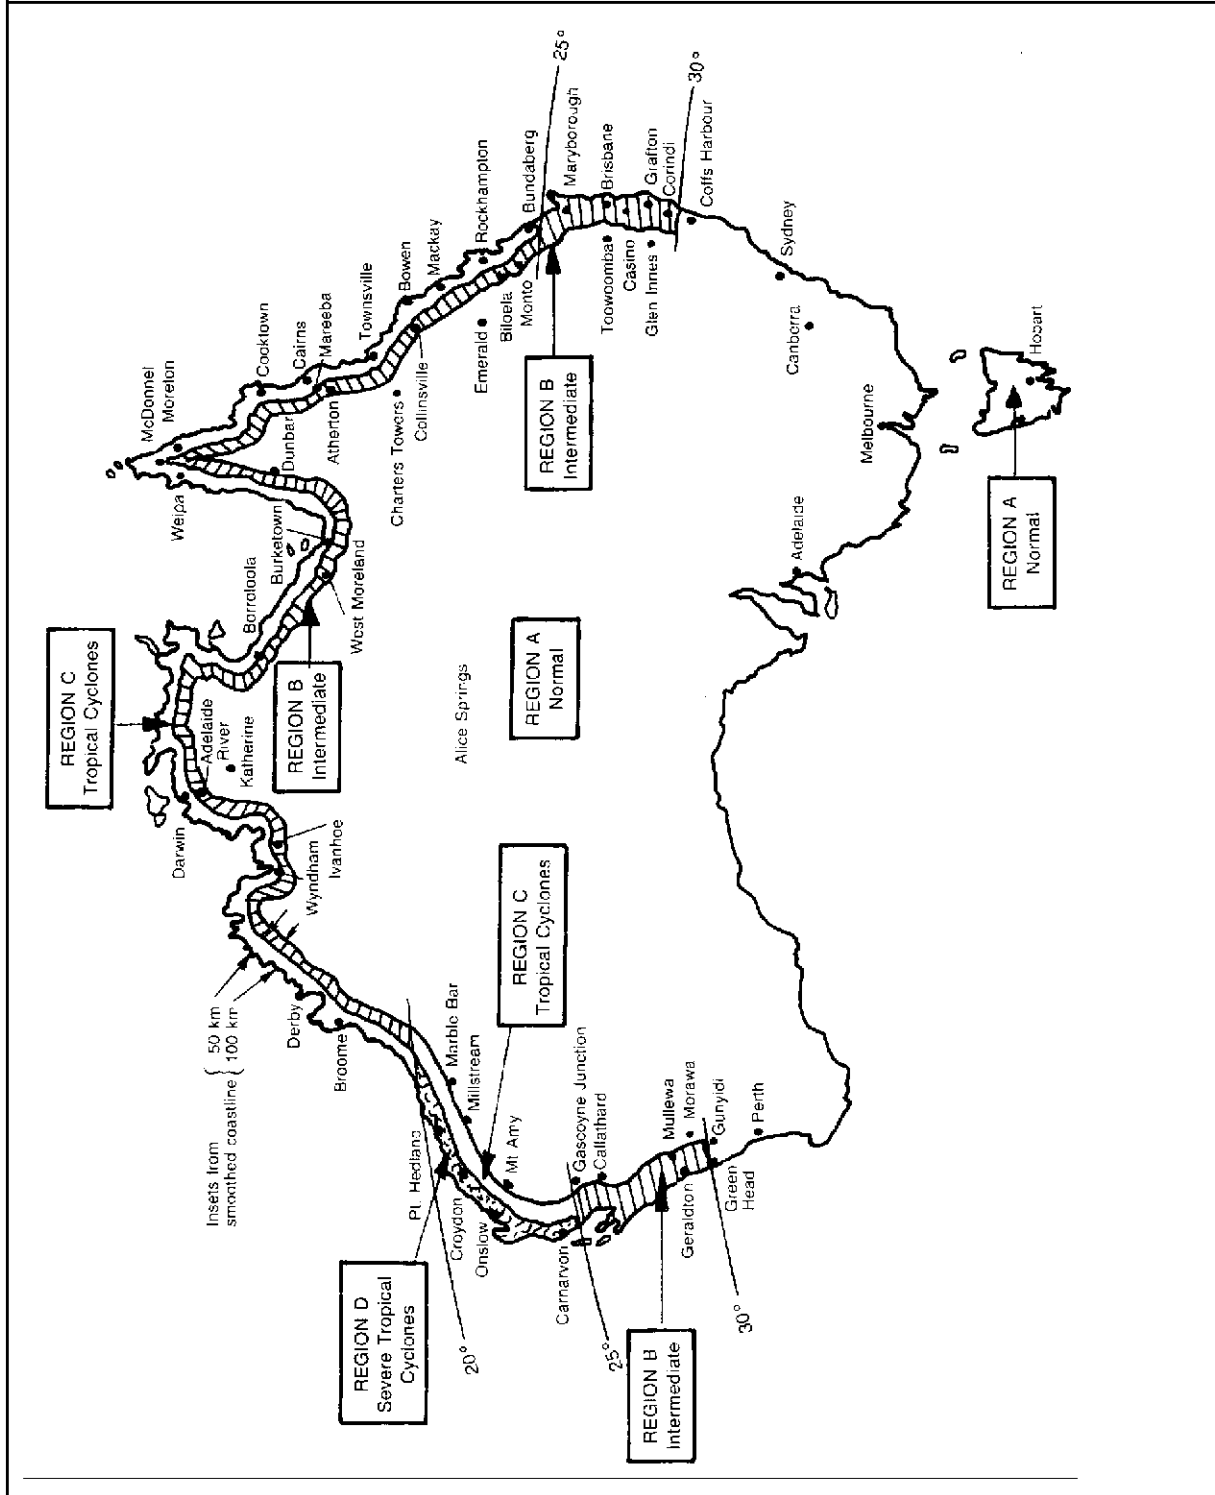 REGION C
Tropical Cyclones
McDonnel
Morelon
Weipa
Cooktown
Cairns
Mareeba
Dunbar
Atherton
Townsville
Bowen
Mackay
Charters Towers
Collinsville
Rockhampton
Emerald
Biloela
Monto
Bundaberg
25°
Maryborough
Brisbane
Toowoomba
Casino
Glen Innes
Grafton
Corindi
30°
Coffs Harbour
Sydney
Canberra
Melbourne
Adelaide
Hobart
REGION A
Normal
REGION B
Intermediate
Burketown
Borroloola
West Moreland
REGION B
Intermediate
Adelaide
River
Katherine
Darwin
Ivanhoe
Wyndham
Alice Springs
REGION A
Normal
REGION C
Tropical Cyclones
Insets from
smoothed coastline { 50 km
100 km
Derby
Broome
Marble Bar
Millstream
Mt Amy
Pt. Hedland
Croydon
Onslow
Carnarvon
Gascoyne Junction
Callathard
Mullewa
Morawa
Gunyidi
Perth
Geraldton
Green
Head
REGION D
Severe Tropical
Cyclones
20°
25°
30°
REGION B
Intermediate